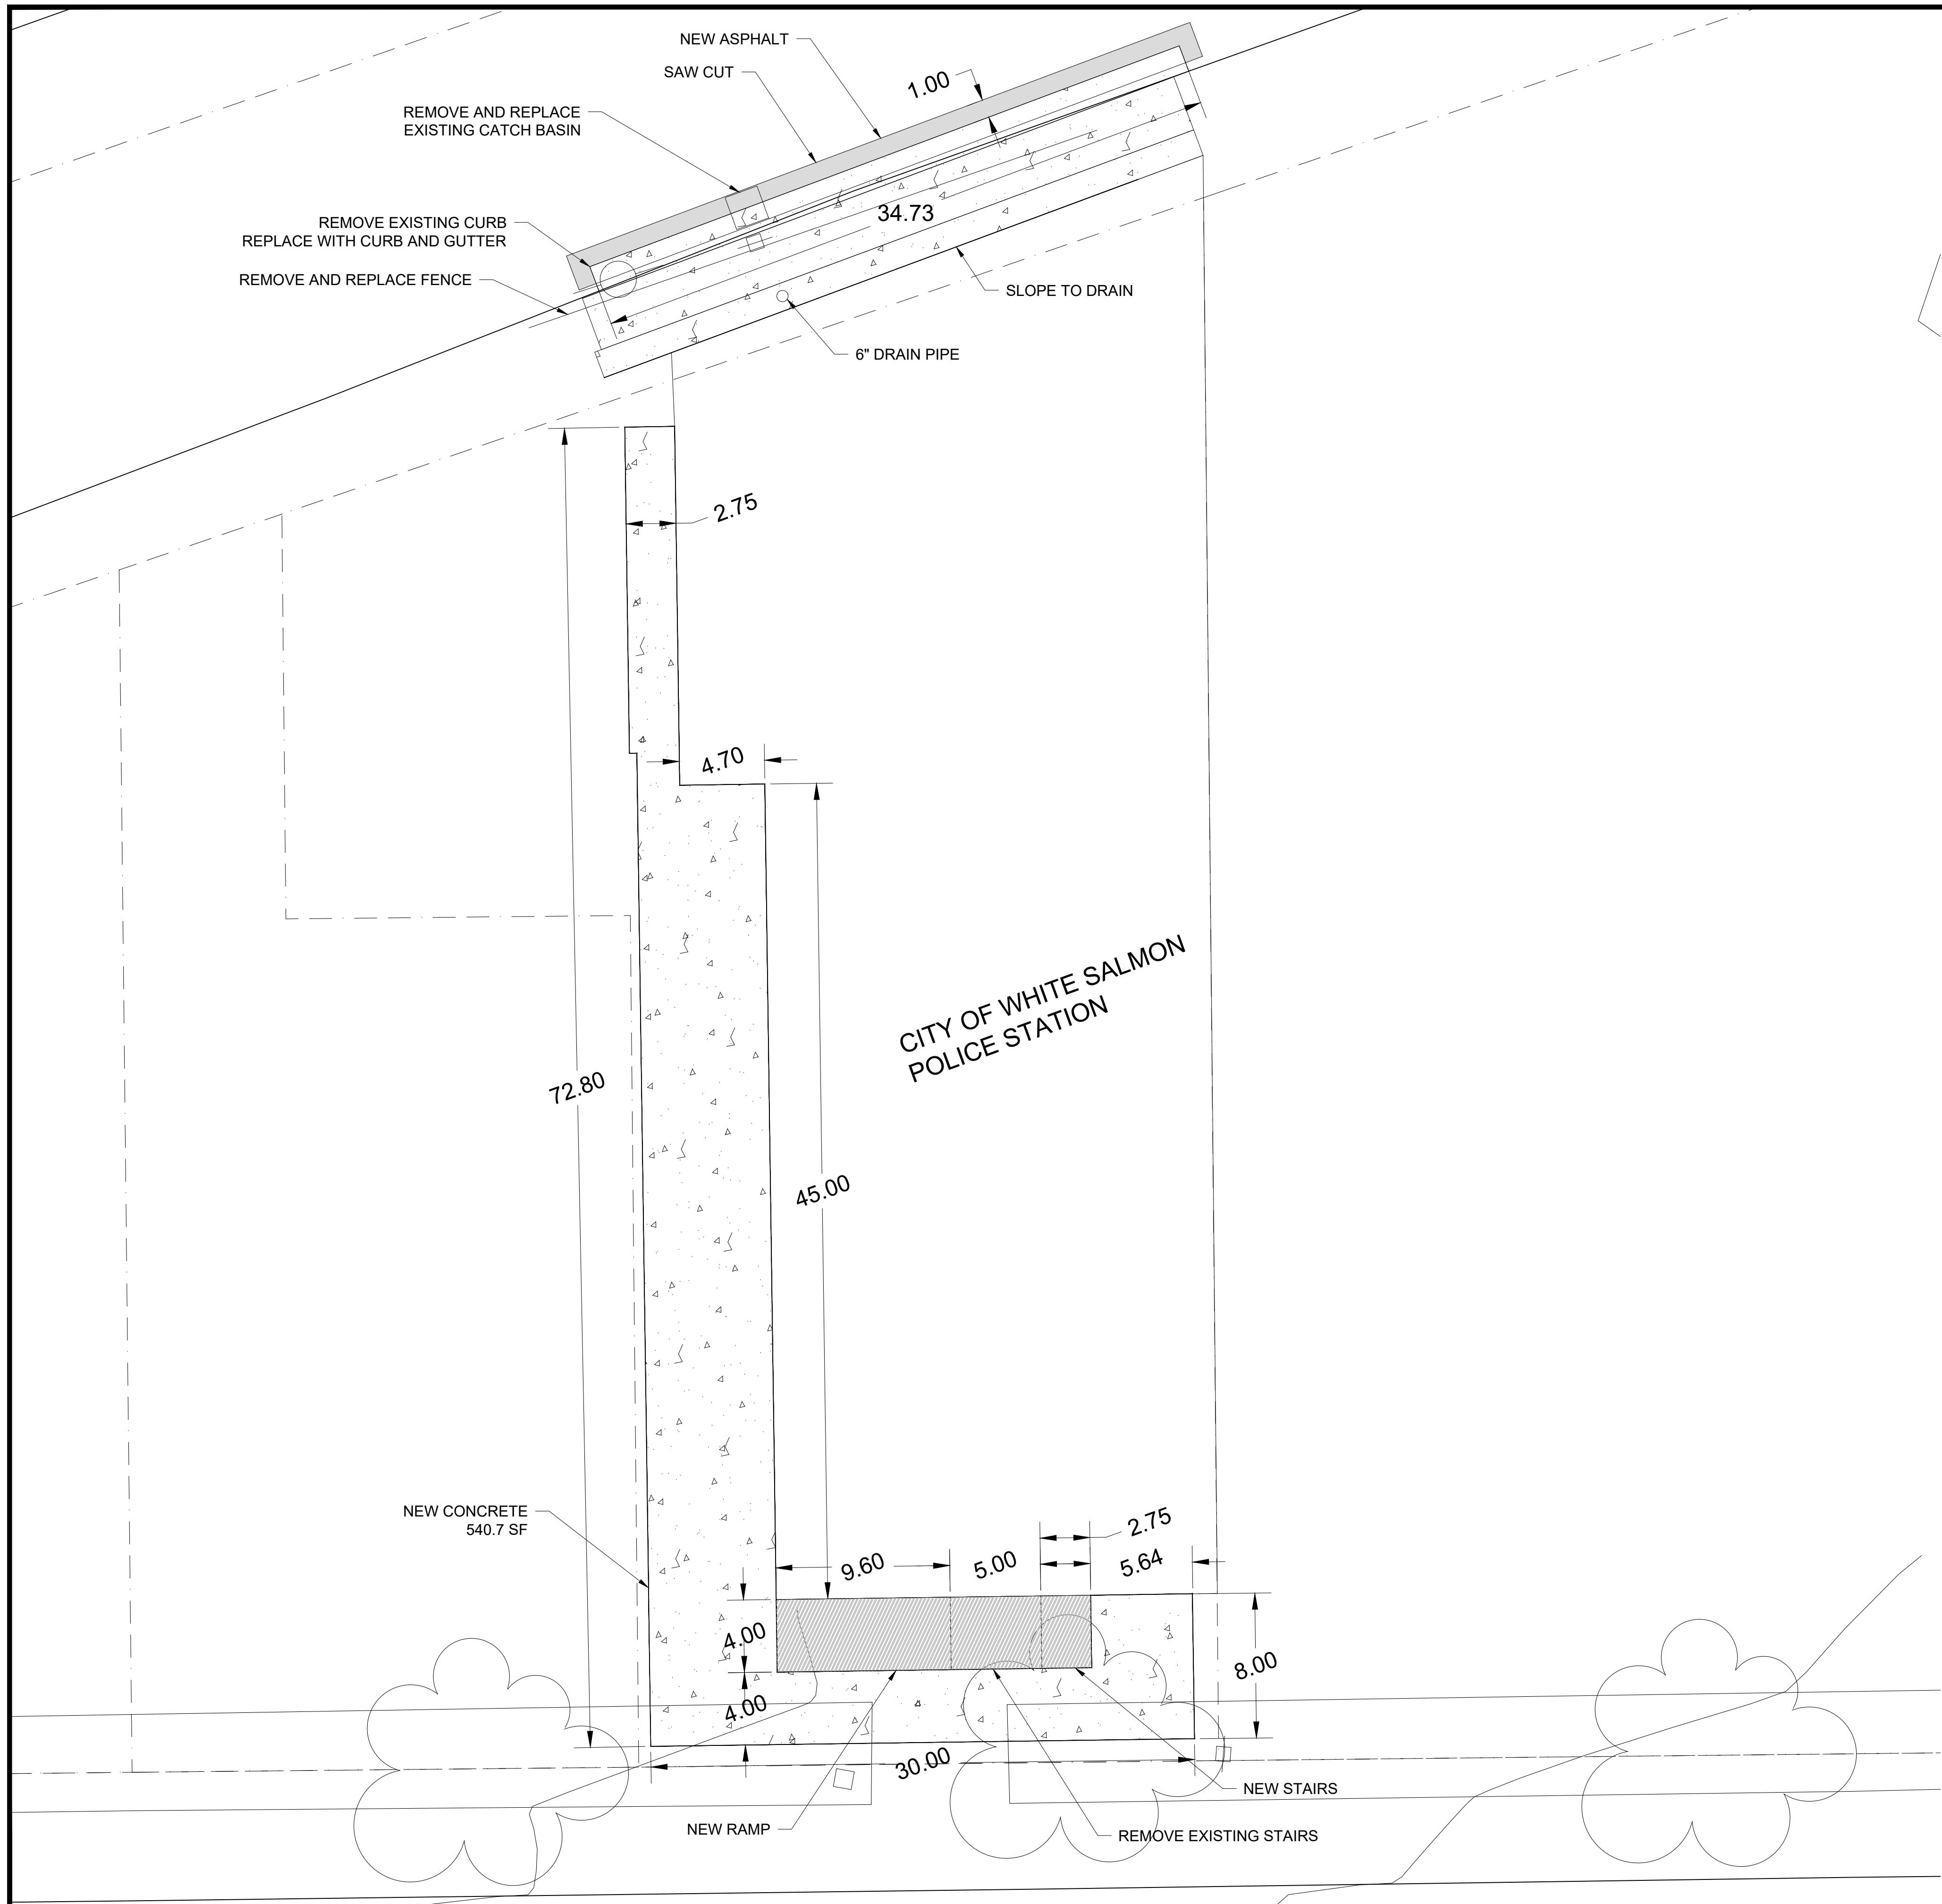 NEW ASPHALT
SAW CUT
1.00
REMOVE AND REPLACE
EXISTING CATCH BASIN
34.73
REMOVE EXISTING CURB
REPLACE WITH CURB AND GUTTER
REMOVE AND REPLACE FENCE
SLOPE TO DRAIN
6" DRAIN PIPE
2.75
4.70
CITY OF WHITE SALMON
POLICE STATION
72.80
45.00
NEW CONCRETE
540.7 SF
2.75
9.60
5.00
5.64
4.00
8.00
4.00
30.00
NEW STAIRS
NEW RAMP
REMOVE EXISTING STAIRS